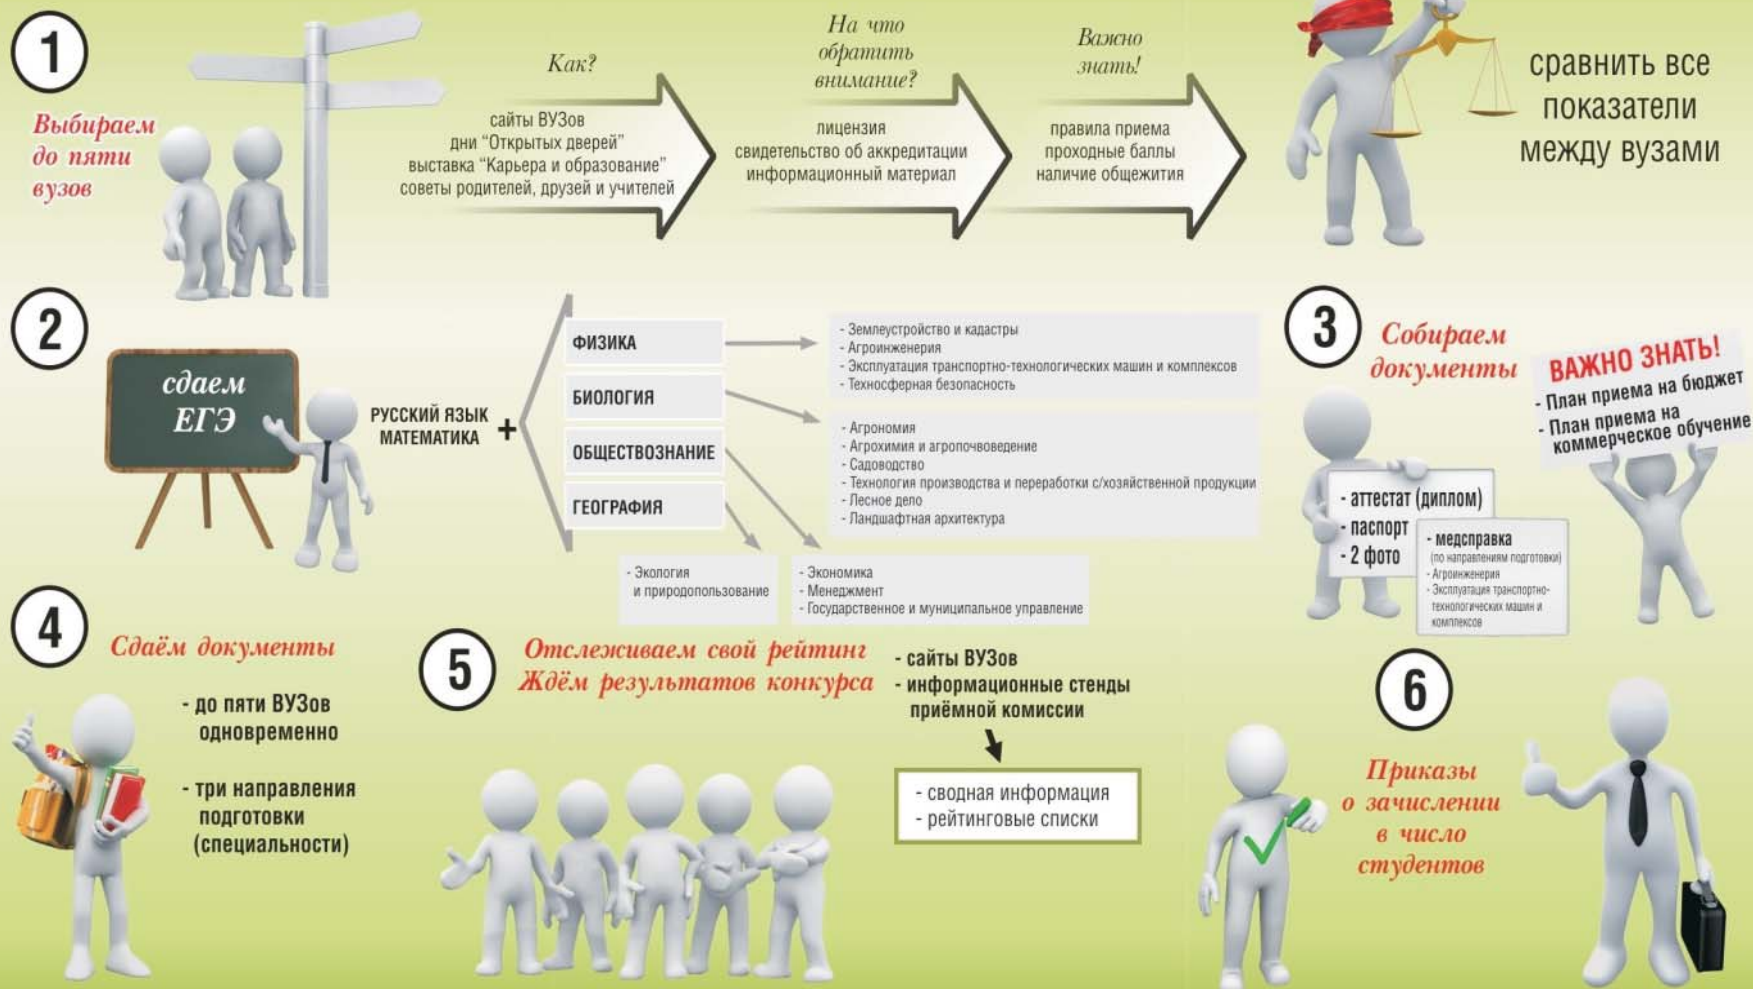 1
Выбираем
до пяти
вузов
Как?
сайты ВУЗов
дни “Открытых дверей”
выставка “Карьера и образование”
советы родителей, друзей и учителей
На что
обратить
внимание?
лицензия
свидетельство об аккредитации
информационный материал
Важно
знать!
правила приема
проходные баллы
наличие общежития
сравнить все
показатели
между вузами
2
сдаем
ЕГЭ
РУССКИЙ ЯЗЫК
МАТЕМАТИКА
+
ФИЗИКА
БИОЛОГИЯ
ОБЩЕСТВОЗНАНИЕ
ГЕОГРАФИЯ
- Землеустройство и кадастры
- Агроинженерия
- Эксплуатация транспортно-технологических машин и комплексов
- Техносферная безопасность
- Агрономия
- Агрохимия и агропочвоведение
- Садоводство
- Технология производства и переработки с/хозяйственной продукции
- Лесное дело
- Ландшафтная архитектура
- Экология
и природопользование
- Экономика
- Менеджмент
- Государственное и муниципальное управление
3
Собираем
документы
ВАЖНО ЗНАТЬ!
- План приема на бюджет
- План приема на
коммерческое обучение
- аттестат (диплом)
- паспорт
- 2 фото
- медсправка
(по направлениям подготовки)
- Агроинженерия
- Эксплуатация транспортно-
технологических машин и
комплексов
4
Сдаём документы
- до пяти ВУЗов
одновременно
- три направления
подготовки
(специальности)
5
Отслеживаем свой рейтинг
Ждём результатов конкурса
- сайты ВУЗов
- информационные стенды
приёмной комиссии
- сводная информация
- рейтинговые списки
6
Приказы
о зачислении
в число
студентов